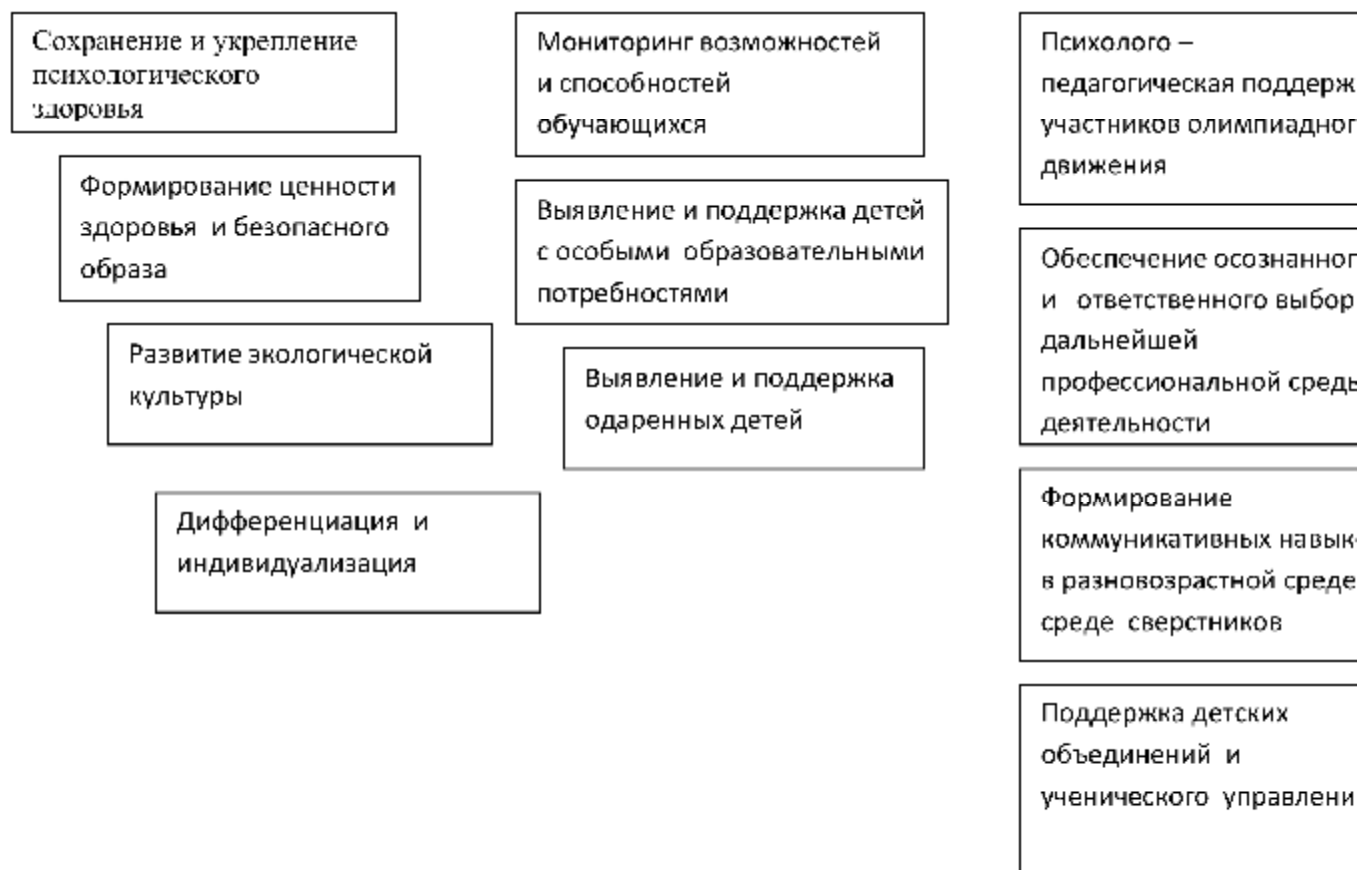 Сохранение и укрепление
психологического
здоровья
Формирование ценности
здоровья и безопасного
образа
Развитие экологической
культуры
Дифференциация и
индивидуализация
Мониторинг возможностей
и способностей
обучающихся
Выявление и поддержка детей
с особыми образовательными
потребностями
Выявление и поддержка
одаренных детей
Психолого –
педагогическая поддерж
участников олимпиадног
движения
Обеспечение осознанног
и ответственного выбор
дальнейшей
профессиональной средь
деятельности
Формирование
коммуникативных навык
в разновозрастной среде
среде сверстников
Поддержка детских
объединений и
ученического управлени